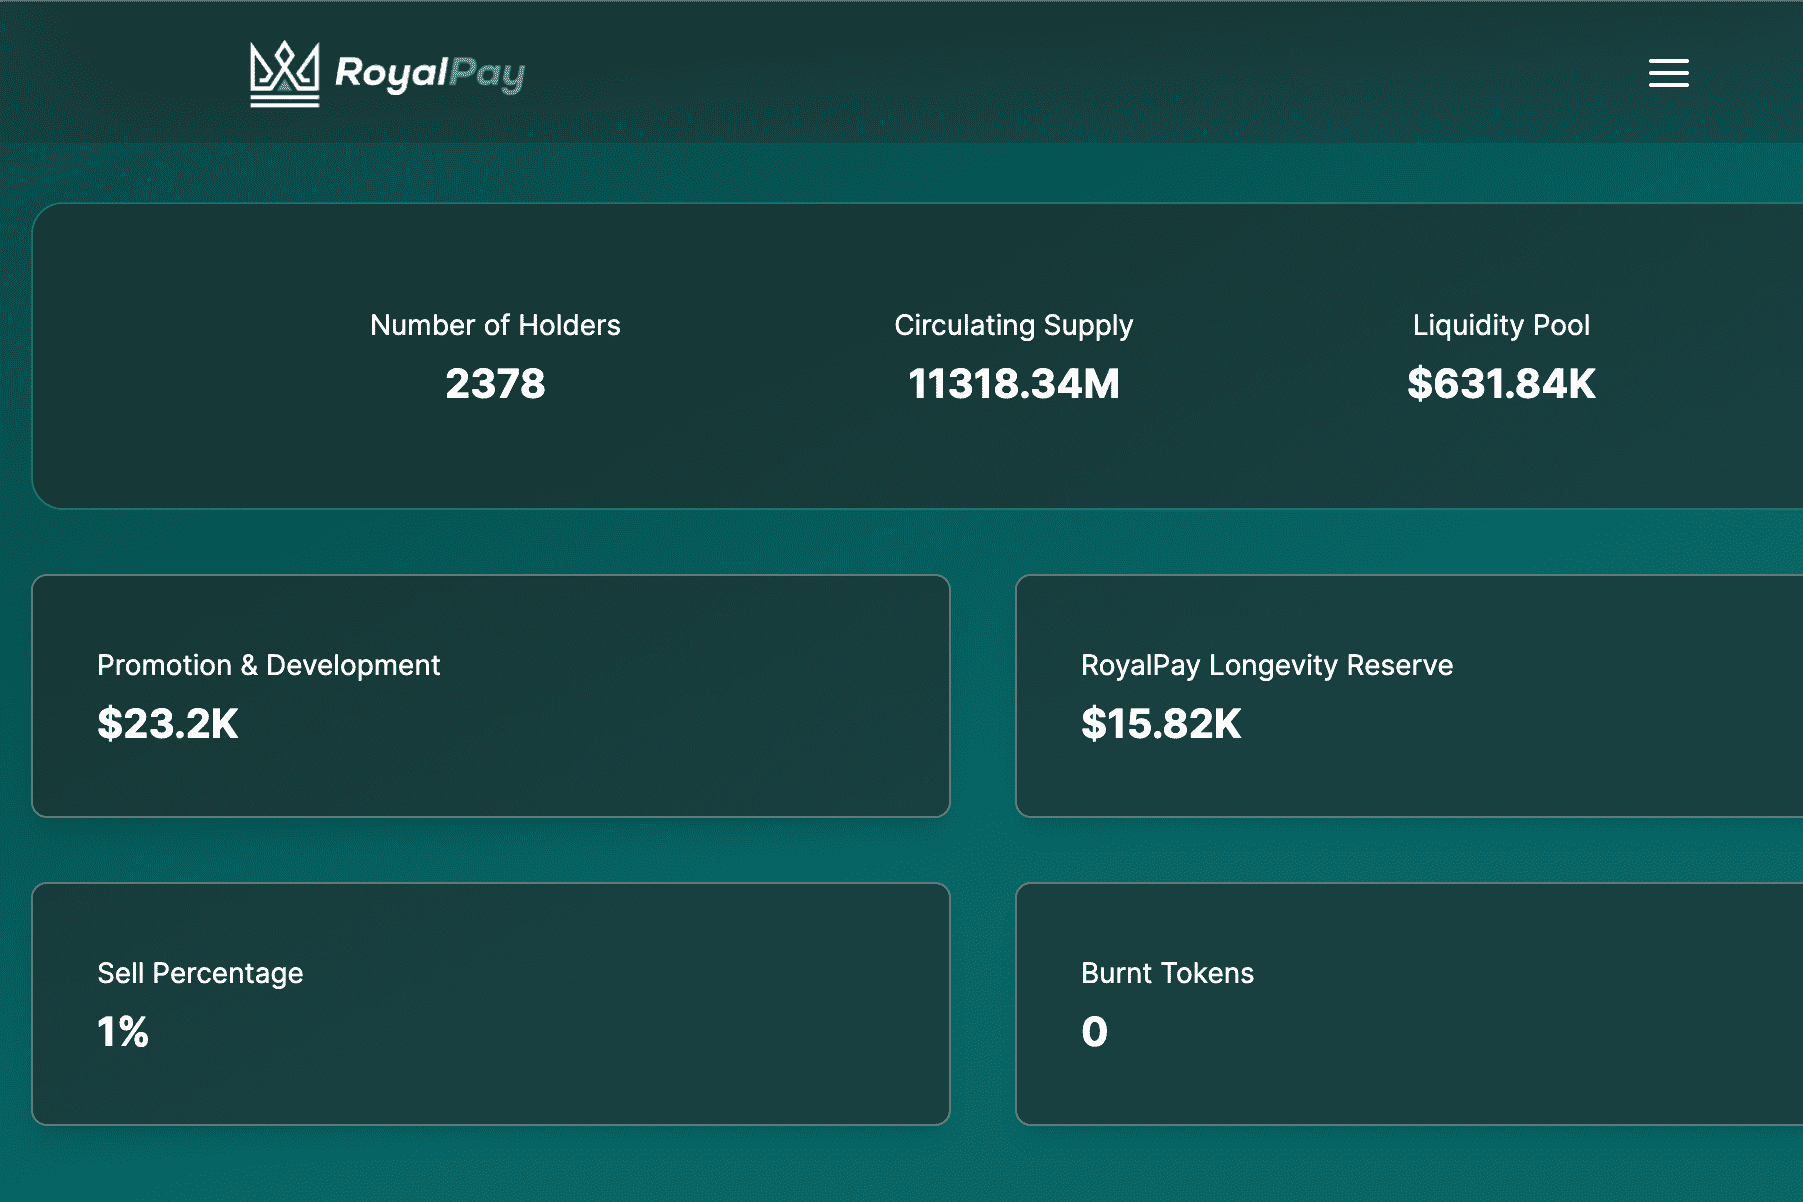 RoyalPay
Number of Holders
2378
Circulating Supply
11318.34M
Liquidity Pool
$631.84K
Promotion & Development
$23.2K
RoyalPay Longevity Reserve
$15.82K
Sell Percentage
1%
Burnt Tokens
0